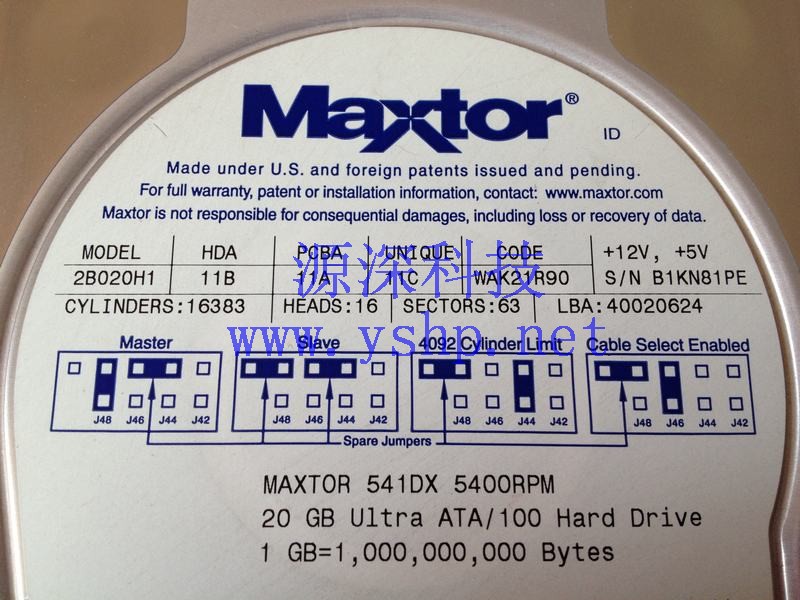 Maxtor®
ID
Made under U.S. and foreign patents issued and pending.
For full warranty, patent or installation information, contact: www.maxtor.com
Maxtor is not responsible for consequential damages, including loss or recovery of data.
MODEL HDA PCBA UNIQUE CODE +12V, +5V
2B020H1 11B 11A 1C WAK21R90 S/N B1KN81PE
源深科技
CYLINDERS:16383 HEADS:16 SECTORS:63 LBA:40020624
www.yshp.net
Master Slave 4092 Cylinder Limit Cable Select Enabled
J48 J46 J44 J42 J48 J46 J44 J42 J48 J46 J44 J42 J48 J46 J44 J42
Spare Jumpers
MAXTOR 541DX 5400RPM
20 GB Ultra ATA/100 Hard Drive
1 GB=1,000,000,000 Bytes